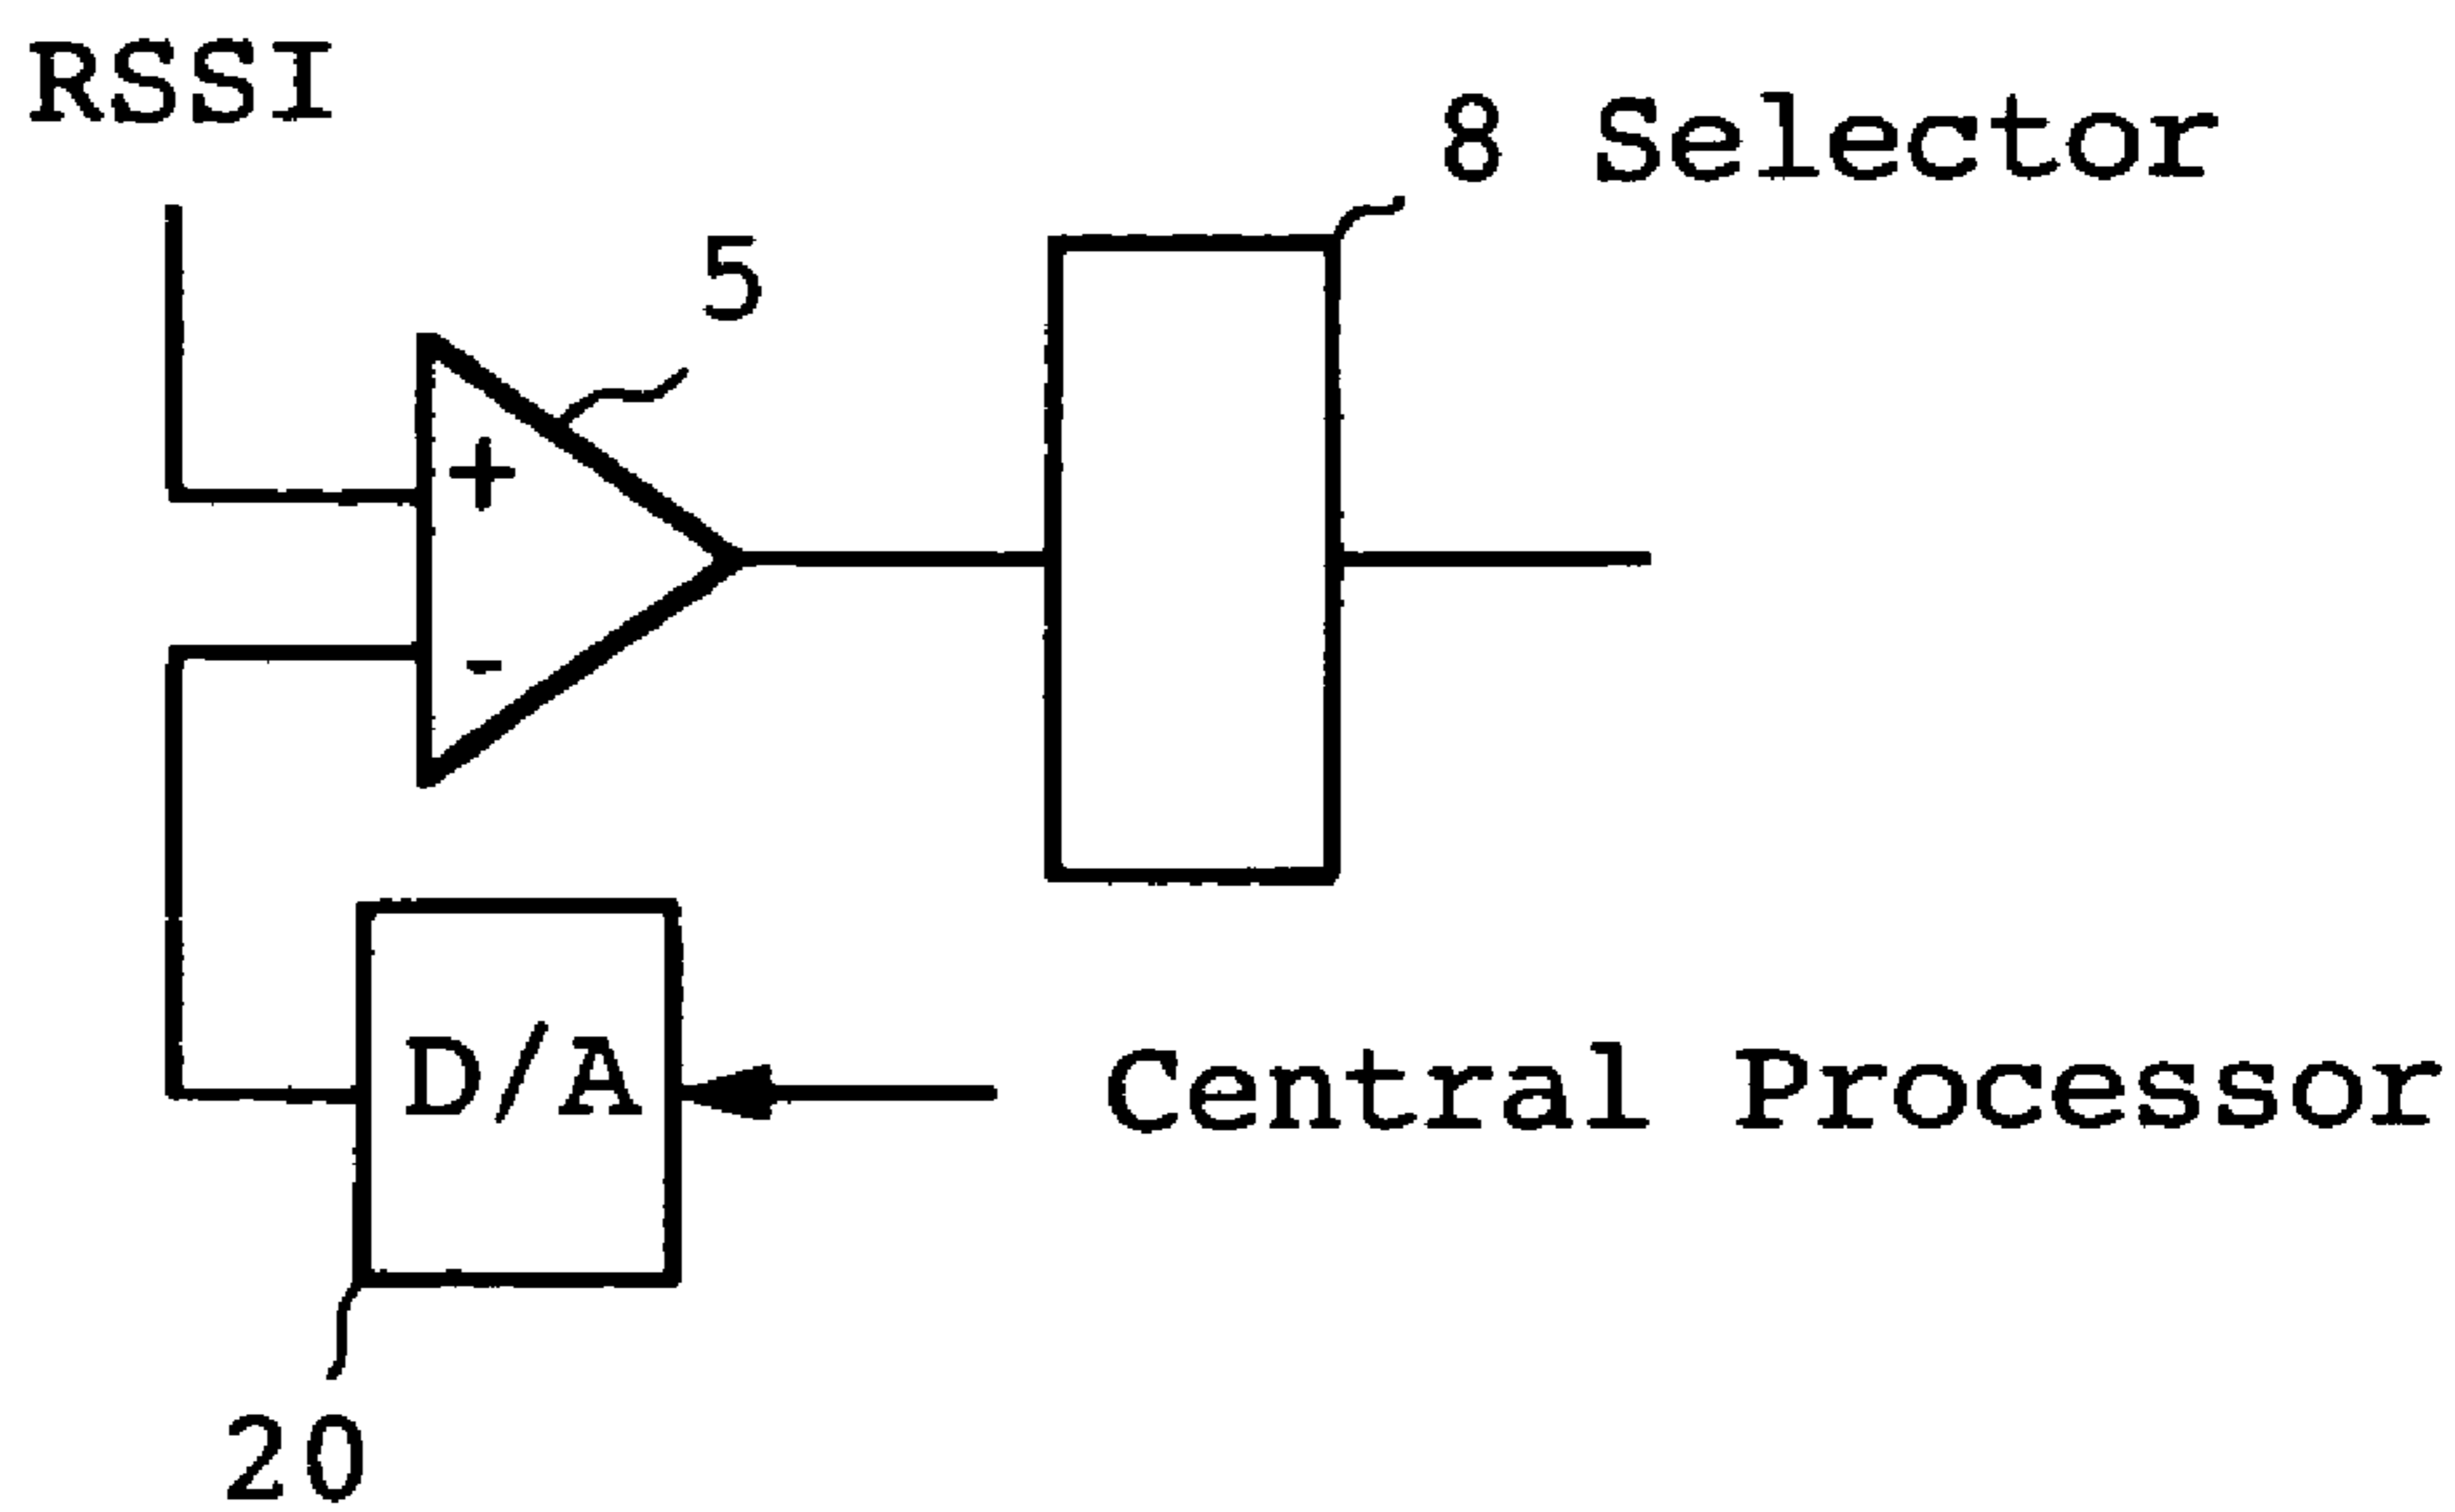 RSSI
8 Selector
5
+
-
D/A
Central Processor
20